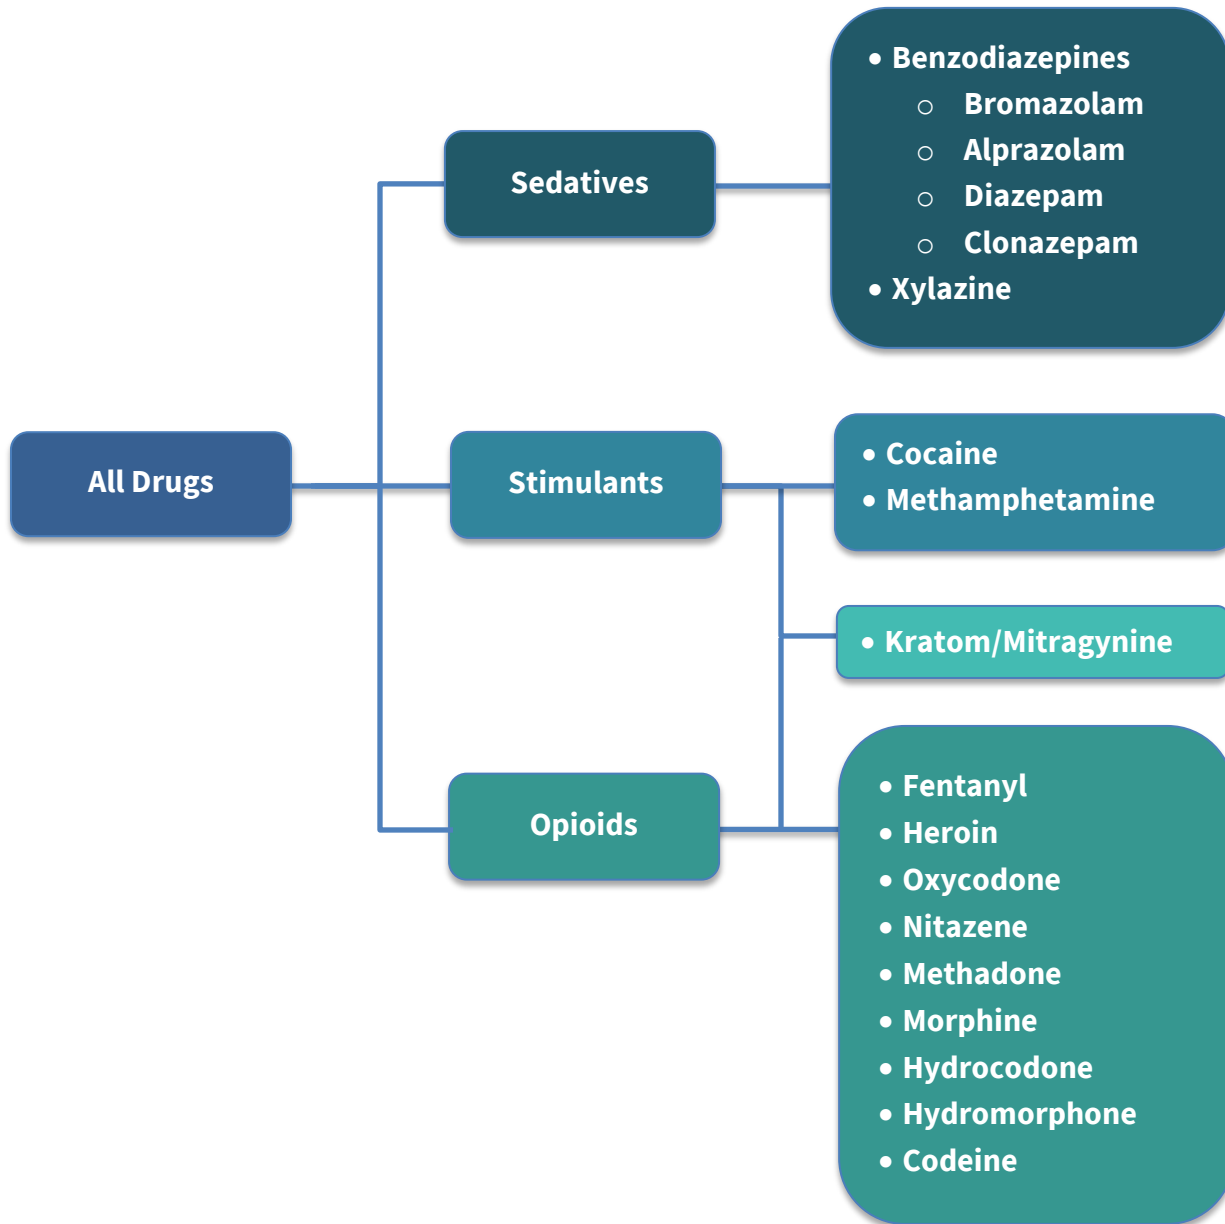 All Drugs
Sedatives
• Benzodiazepines
○ Bromazolam
○ Alprazolam
○ Diazepam
○ Clonazepam
• Xylazine
Stimulants
• Cocaine
• Methamphetamine
• Kratom/Mitragynine
Opioids
• Fentanyl
• Heroin
• Oxycodone
• Nitazene
• Methadone
• Morphine
• Hydrocodone
• Hydromorphone
• Codeine